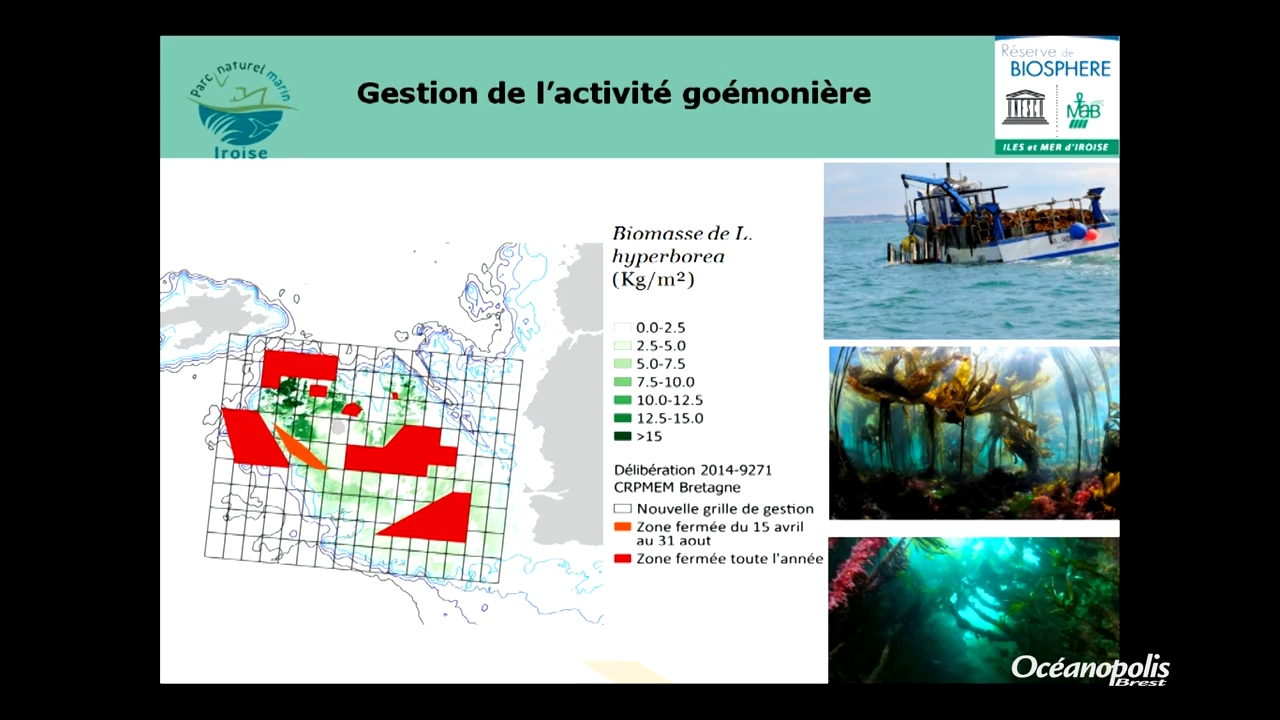 Parc naturel marin
Iroise
Gestion de l'activité goémonière
Réserve de
BIOSPHERE
MAB
ILES et MER d'IROISE
Biomasse de L.
hyperborea
(Kg/m²)
0.0-2.5
2.5-5.0
5.0-7.5
7.5-10.0
10.0-12.5
12.5-15.0
>15
Délibération 2014-9271
CRPMEM Bretagne
Nouvelle grille de gestion
Zone fermée du 15 avril
au 31 aout
Zone fermée toute l'année
Océanopolis
Brest